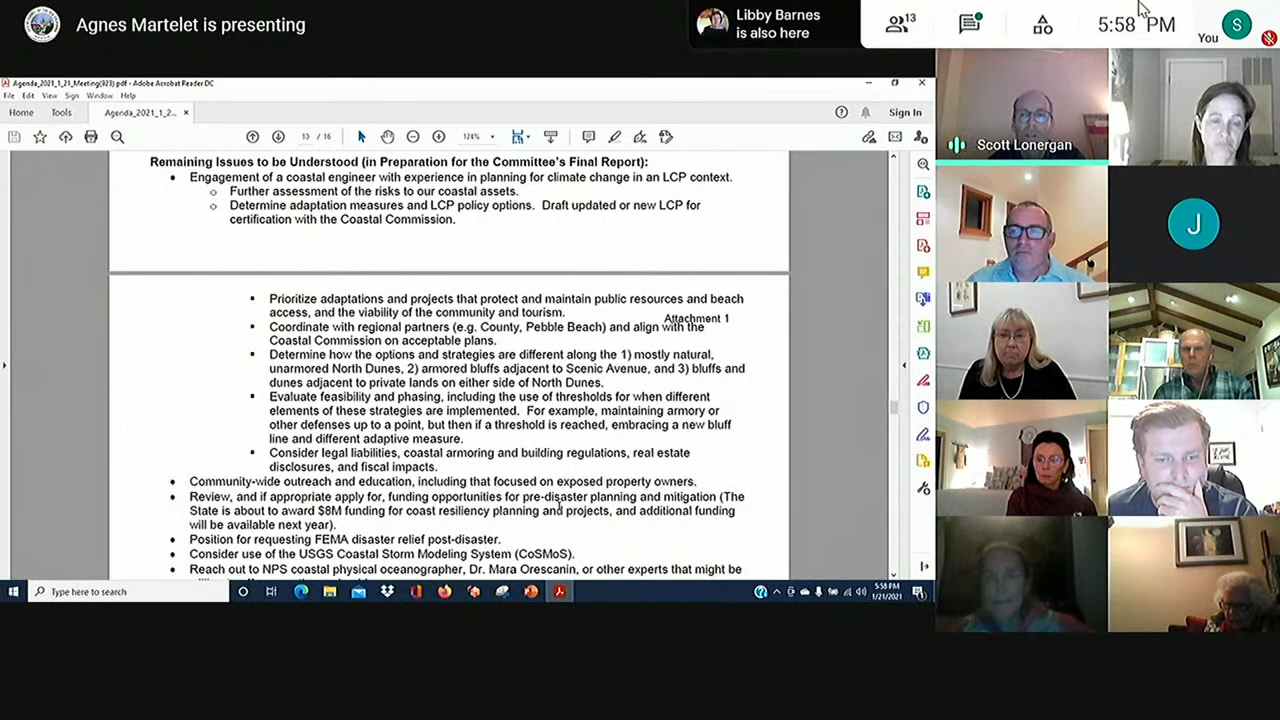 Agnes Martelet is presenting
Libby Barnes
is also here
13
5:58 PM
You
S
Agenda_2021_1_21_Meeting(923).pdf - Adobe Acrobat Reader DC
File Edit View Sign Window Help
Home Tools Agenda_2021_1_2... × Sign In
10 / 16 124%
Remaining Issues to be Understood (in Preparation for the Committee's Final Report):
• Engagement of a coastal engineer with experience in planning for climate change in an LCP context.
o Further assessment of the risks to our coastal assets.
o Determine adaptation measures and LCP policy options. Draft updated or new LCP for
certification with the Coastal Commission.
▪ Prioritize adaptations and projects that protect and maintain public resources and beach
access, and the viability of the community and tourism.
Attachment 1
▪ Coordinate with regional partners (e.g. County, Pebble Beach) and align with the
Coastal Commission on acceptable plans.
▪ Determine how the options and strategies are different along the 1) mostly natural,
unarmored North Dunes, 2) armored bluffs adjacent to Scenic Avenue, and 3) bluffs and
dunes adjacent to private lands on either side of North Dunes.
▪ Evaluate feasibility and phasing, including the use of thresholds for when different
elements of these strategies are implemented. For example, maintaining armory or
other defenses up to a point, but then if a threshold is reached, embracing a new bluff
line and different adaptive measure.
▪ Consider legal liabilities, coastal armoring and building regulations, real estate
disclosures, and fiscal impacts.
• Community-wide outreach and education, including that focused on exposed property owners.
• Review, and if appropriate apply for, funding opportunities for pre-disaster planning and mitigation (The
State is about to award $8M funding for coast resiliency planning and projects, and additional funding
will be available next year).
• Position for requesting FEMA disaster relief post-disaster.
• Consider use of the USGS Coastal Storm Modeling System (CoSMoS).
• Reach out to NPS coastal physical oceanographer, Dr. Mara Orescanin, or other experts that might be
Type here to search
5:58 PM
1/21/2021
Scott Lonergan
J